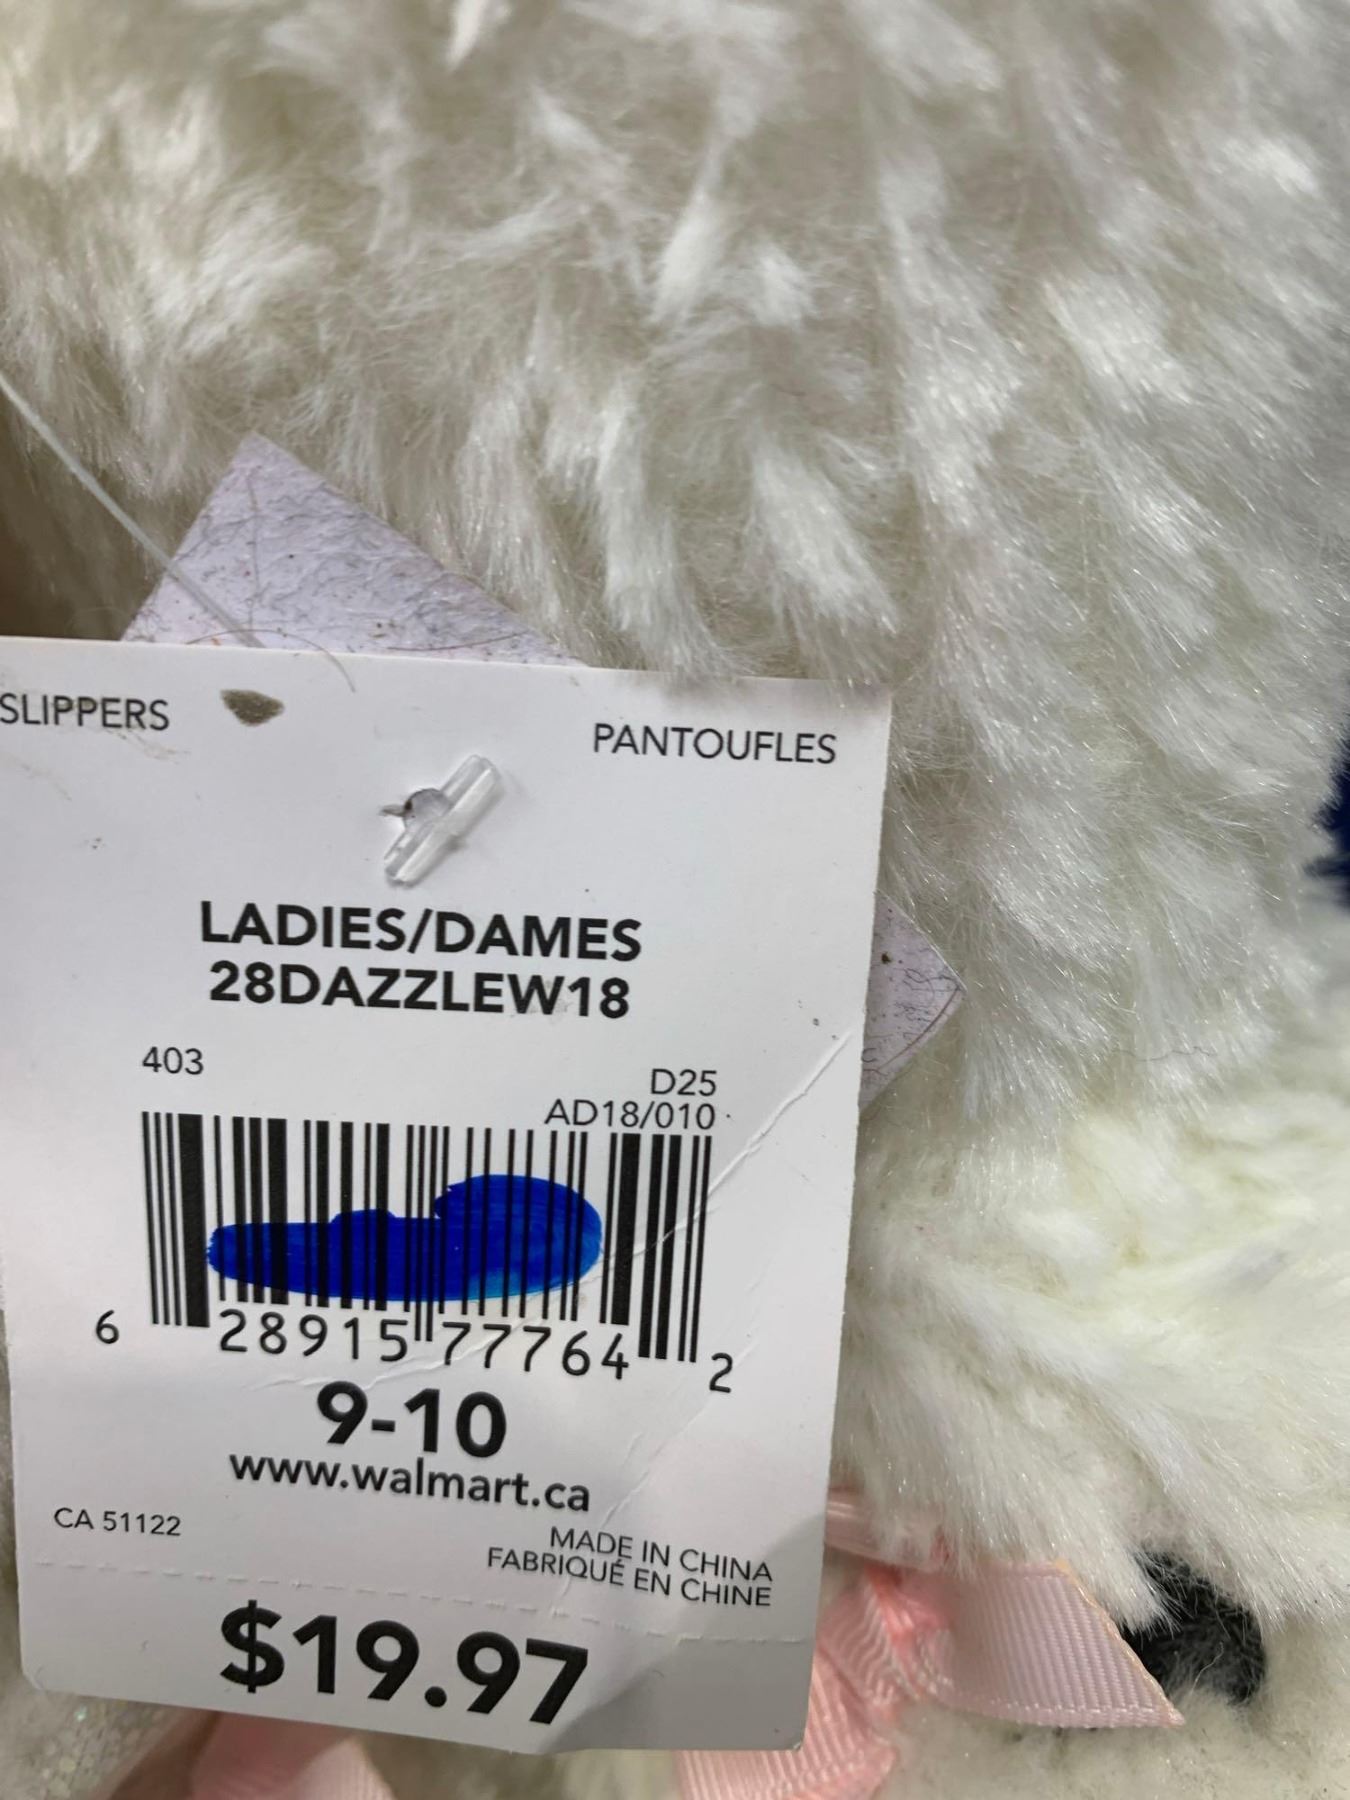 SLIPPERS PANTOUFLES
LADIES/DAMES
28DAZZLEW18
403 D25
AD18/010
6 28915 77764 2
9-10
www.walmart.ca
CA 51122
MADE IN CHINA
FABRIQUÉ EN CHINE
$19.97